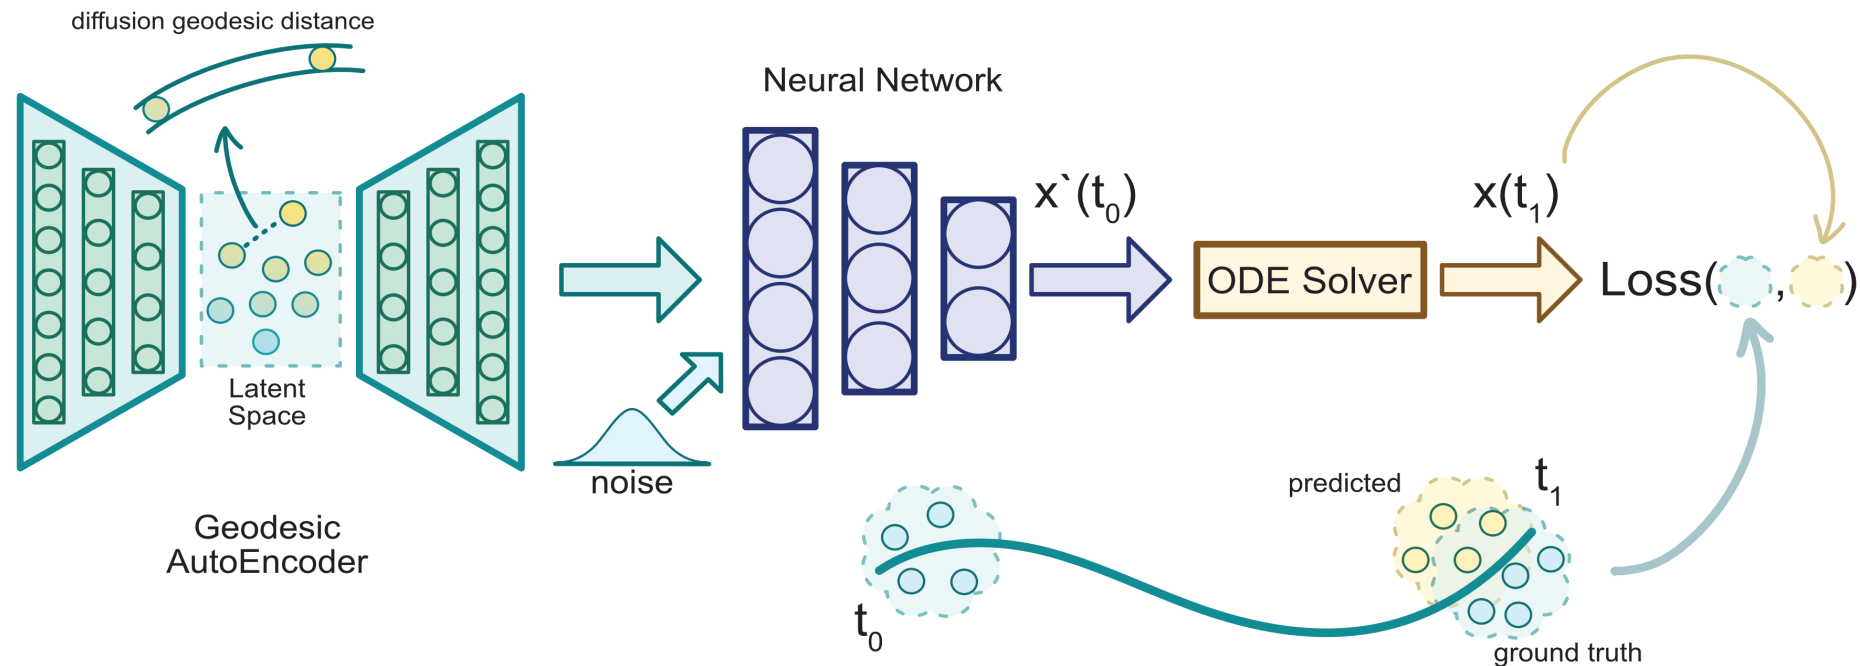 diffusion geodesic distance
Neural Network
x`(t₀)
x(t₁)
ODE Solver
Loss( , )
Latent
Space
noise
predicted
t₁
Geodesic
AutoEncoder
t₀
ground truth